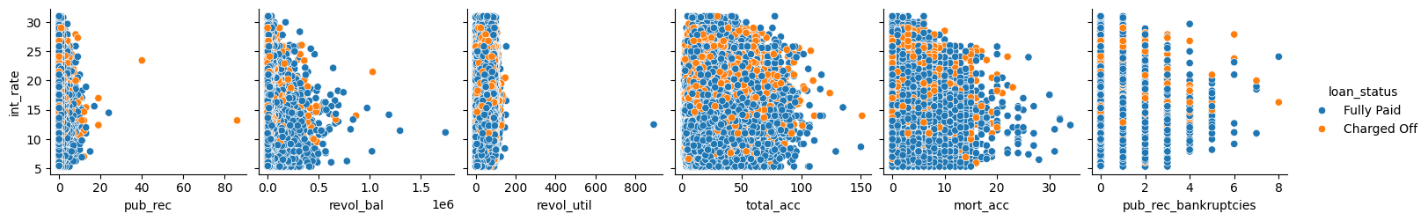 int_rate
30
25
20
15
10
5
0 20 40 60 80
pub_rec
0.0 0.5 1.0 1.5
1e6
revol_bal
0 200 400 600 800
revol_util
0 50 100 150
total_acc
0 10 20 30
mort_acc
0 2 4 6 8
pub_rec_bankruptcies
loan_status
Fully Paid
Charged Off